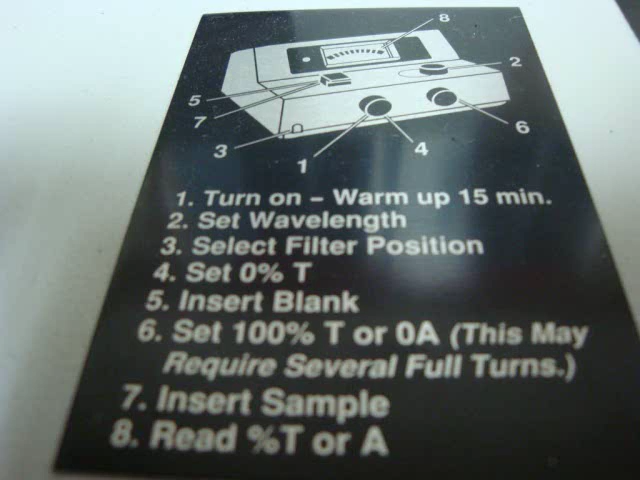 8
2
5
7
6
3
4
1
1. Turn on – Warm up 15 min.
2. Set Wavelength
3. Select Filter Position
4. Set 0% T
5. Insert Blank
6. Set 100% T or 0A (This May
Require Several Full Turns.)
7. Insert Sample
8. Read %T or A